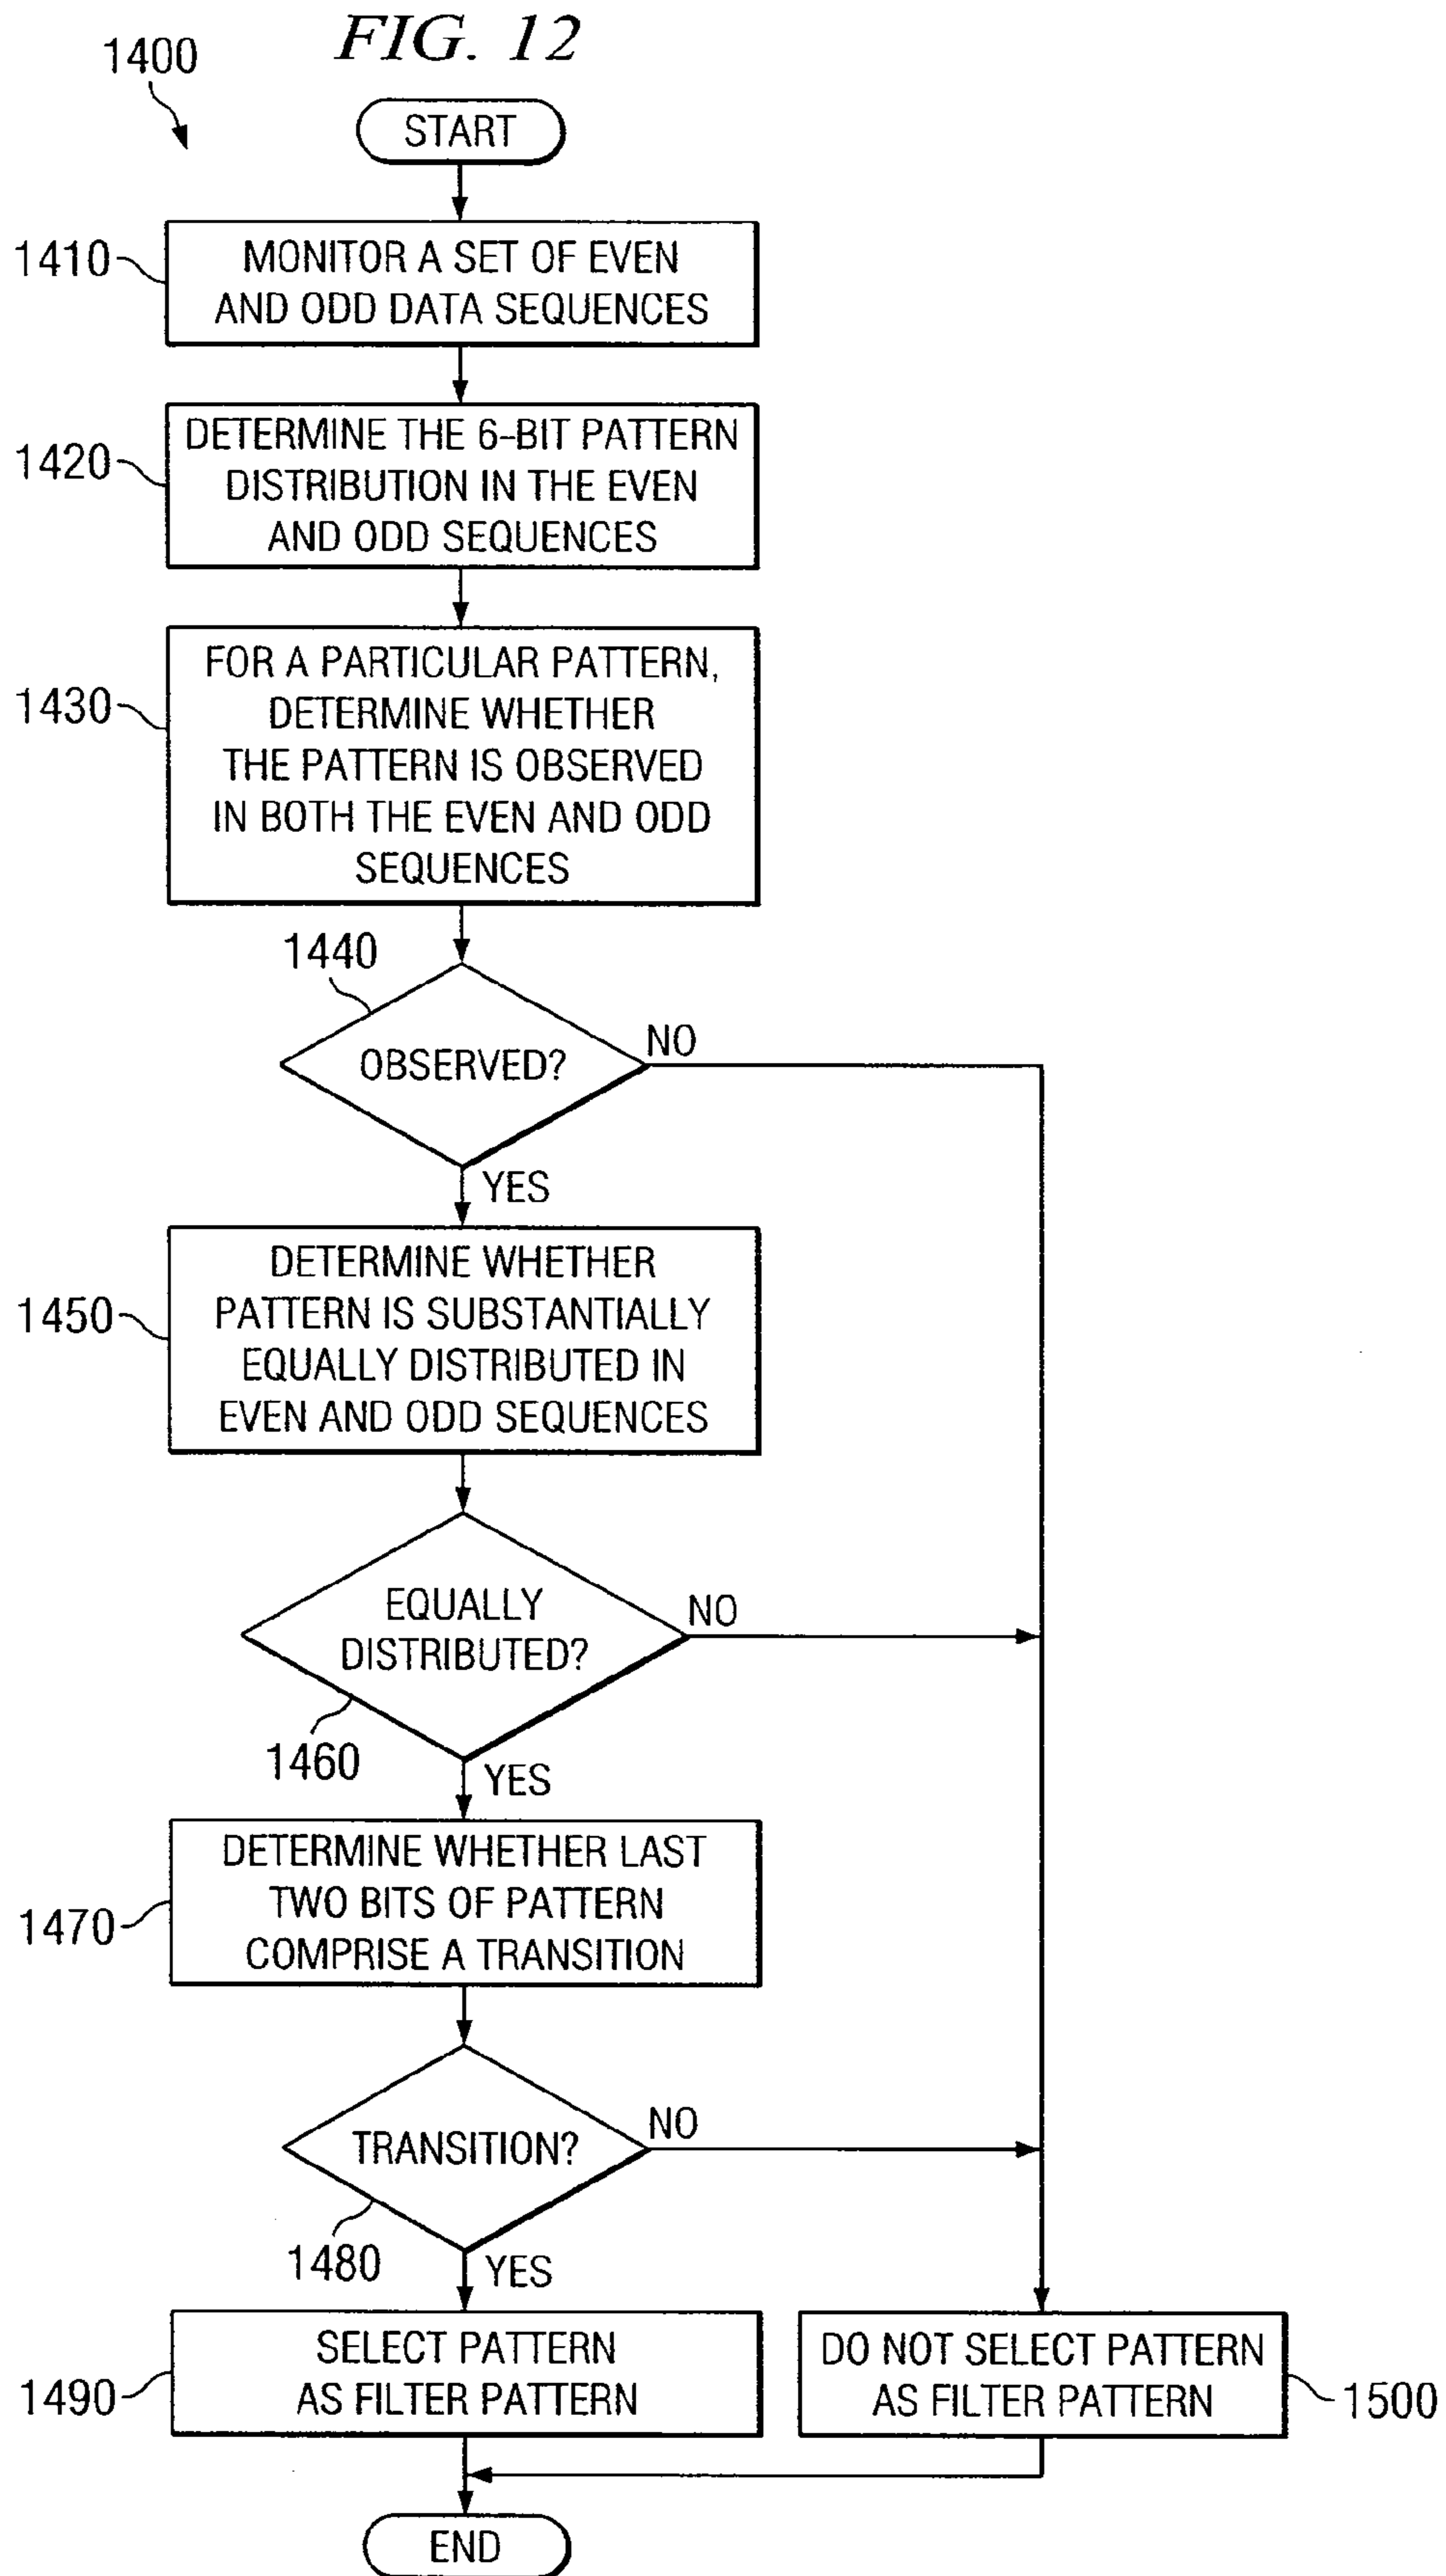 FIG. 12
1400
START
1410
MONITOR A SET OF EVEN
AND ODD DATA SEQUENCES
1420
DETERMINE THE 6-BIT PATTERN
DISTRIBUTION IN THE EVEN
AND ODD SEQUENCES
1430
FOR A PARTICULAR PATTERN,
DETERMINE WHETHER
THE PATTERN IS OBSERVED
IN BOTH THE EVEN AND ODD
SEQUENCES
1440
OBSERVED?
NO
YES
1450
DETERMINE WHETHER
PATTERN IS SUBSTANTIALLY
EQUALLY DISTRIBUTED IN
EVEN AND ODD SEQUENCES
EQUALLY
DISTRIBUTED?
NO
1460
YES
1470
DETERMINE WHETHER LAST
TWO BITS OF PATTERN
COMPRISE A TRANSITION
TRANSITION?
NO
1480
YES
1490
SELECT PATTERN
AS FILTER PATTERN
DO NOT SELECT PATTERN
AS FILTER PATTERN
1500
END